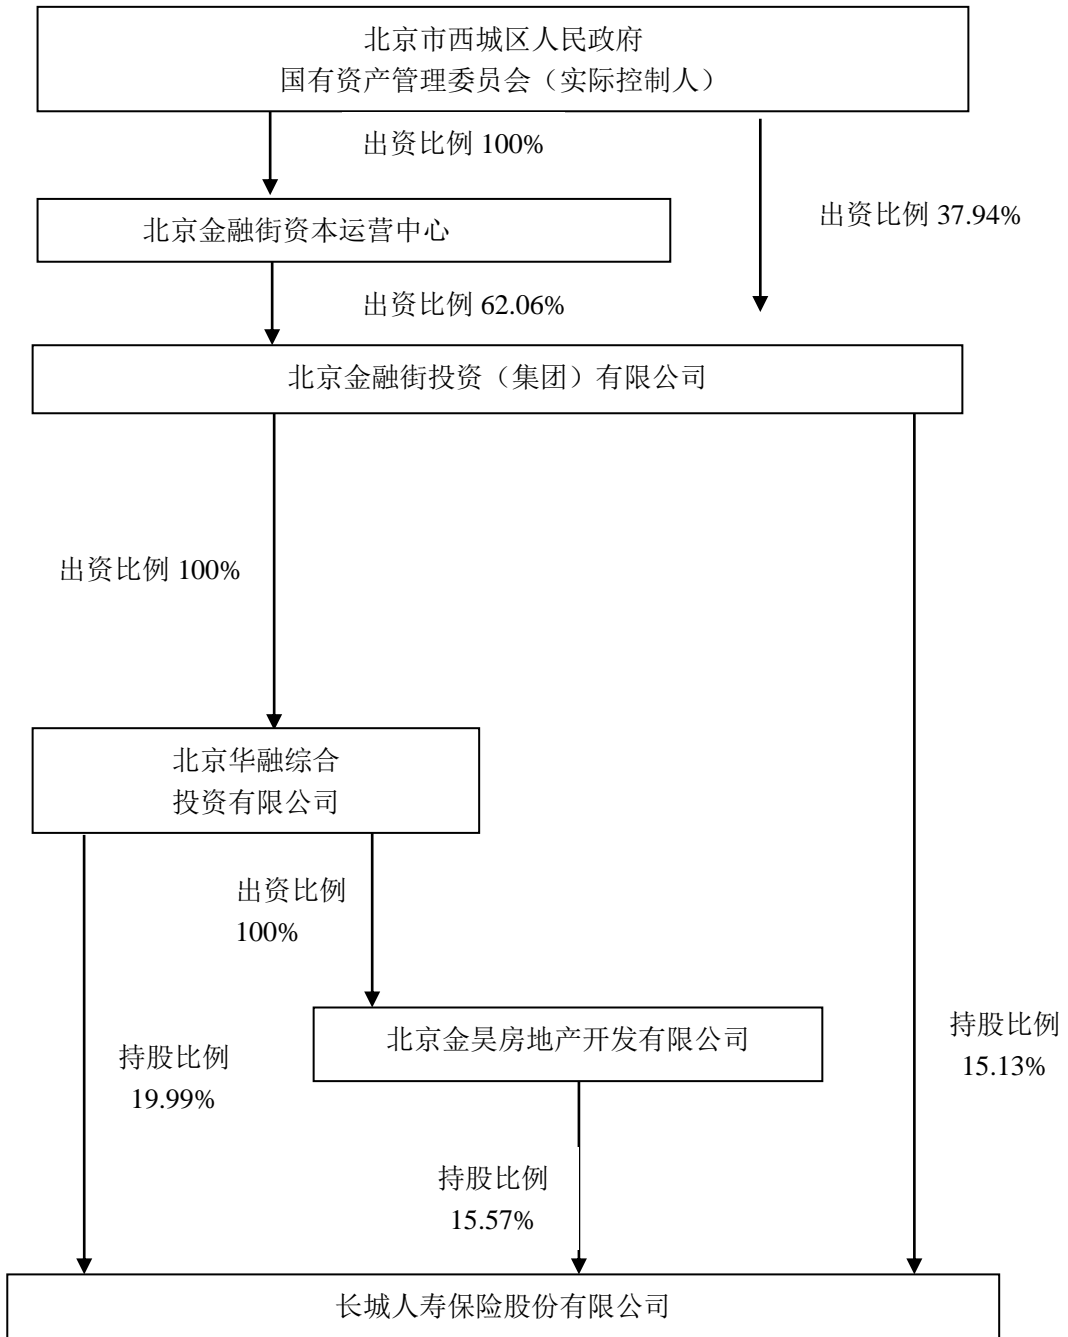 北京市西城区人民政府
国有资产管理委员会（实际控制人）
出资比例 100%
出资比例 37.94%
北京金融街资本运营中心
出资比例 62.06%
北京金融街投资（集团）有限公司
出资比例 100%
北京华融综合
投资有限公司
出资比例
100%
北京金昊房地产开发有限公司
持股比例
15.13%
持股比例
19.99%
持股比例
15.57%
长城人寿保险股份有限公司